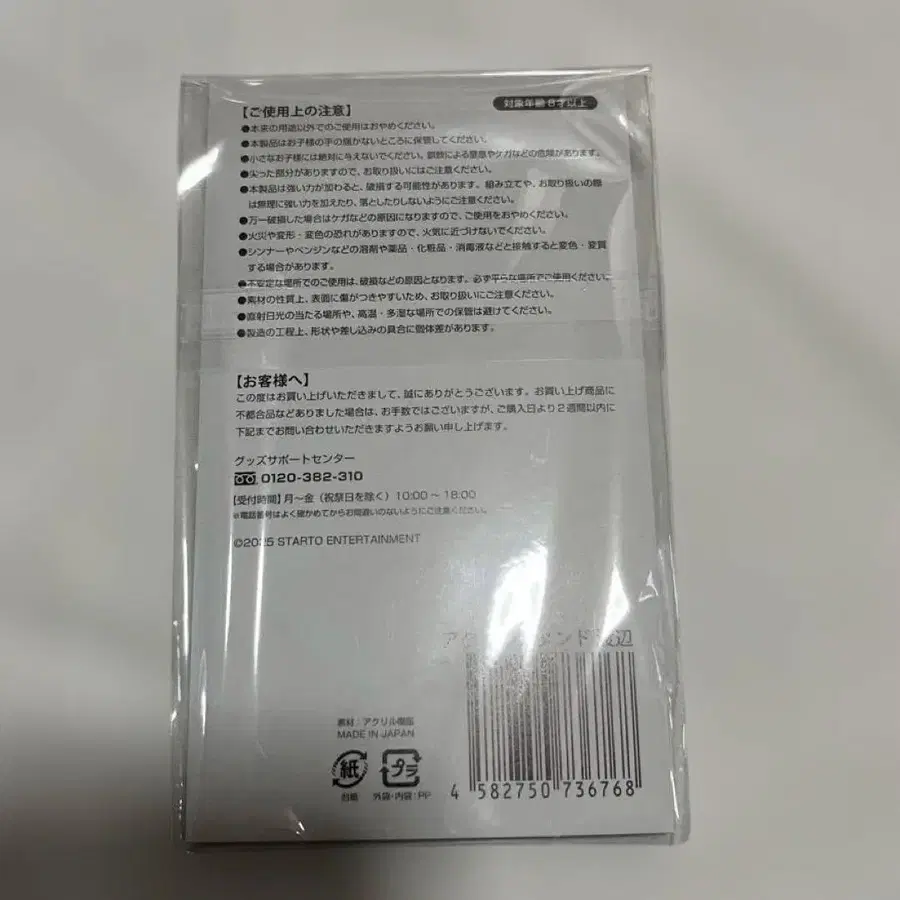 【ご使用上の注意】
対象年齢6才以上
●本来の用途以外でのご使用はおやめください。
●本製品はお子様の手の届かないところに保管してください。
●小さなお子様には絶対に与えないでください。誤飲による窒息やケガなどの危険があります。
●尖った部分がありますので、お取り扱いにはご注意ください。
●本製品は強い力が加わると、破損する可能性があります。組み立てや、お取り扱いの際
は無理に強い力を加えたり、落としたりしないようにご注意ください。
●万一破損した場合はケガなどの原因になりますので、ご使用をおやめください。
●火災や変形・変色の恐れがありますので、火気に近づけないでください。
●シンナーやベンジンなどの溶剤や薬品・化粧品・消毒液などと接触すると変色・変質
する場合があります。
●不安定な場所でのご使用は、破損などの原因となります。必ず平らな場所でご使用ください。
●素材の性質上、表面に傷がつきやすいため、お取り扱いにご注意ください。
●直射日光の当たる場所や、高温・多湿な場所での保管は避けてください。
●製造の工程上、形状や差し込みの具合に個体差があります。
【お客様へ】
この度はお買い上げいただきまして、誠にありがとうございます。お買い上げ商品に
不都合品などありました場合は、お手数ではございますが、ご購入日より2週間以内に
下記までお問い合わせいただきますようお願い申し上げます。
グッズサポートセンター
0120-382-310
【受付時間】月～金（祝祭日を除く）10:00～18:00
※電話番号はよく確かめてからお間違いのないようにご注意ください。
©2025 STARTO ENTERTAINMENT
素材：アクリル樹脂
MADE IN JAPAN
紙
プラ
台紙
外袋・内袋：PP
4 582750 736768